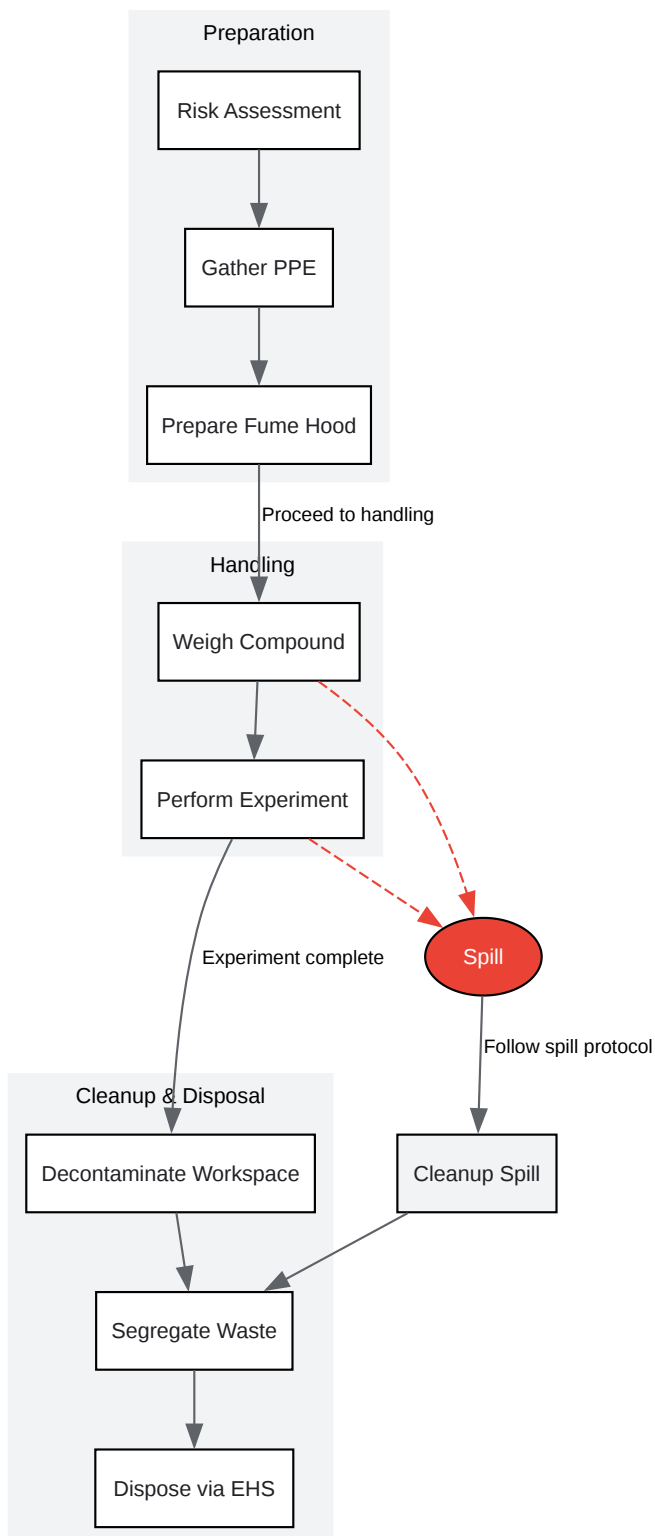 Preparation
Risk Assessment
Gather PPE
Prepare Fume Hood
Proceed to handling
Handling
Weigh Compound
Perform Experiment
Experiment complete
Spill
Follow spill protocol
Cleanup & Disposal
Decontaminate Workspace
Cleanup Spill
Segregate Waste
Dispose via EHS